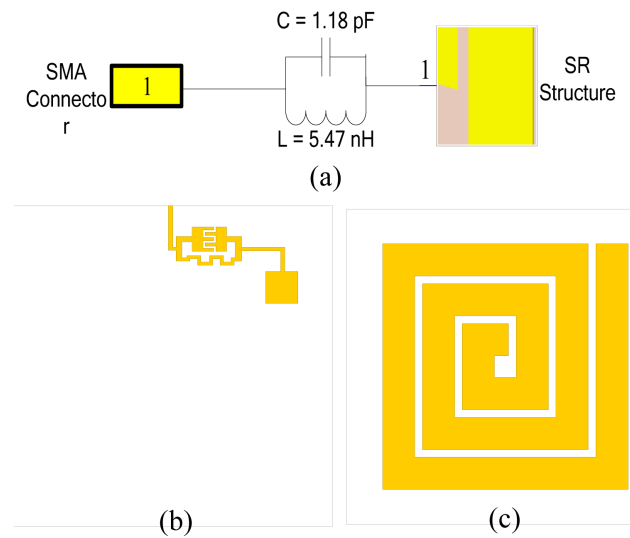 C = 1.18 pF
SMA
Connecto
r
1
1
SR
Structure
L = 5.47 nH
(a)
(b)
(c)